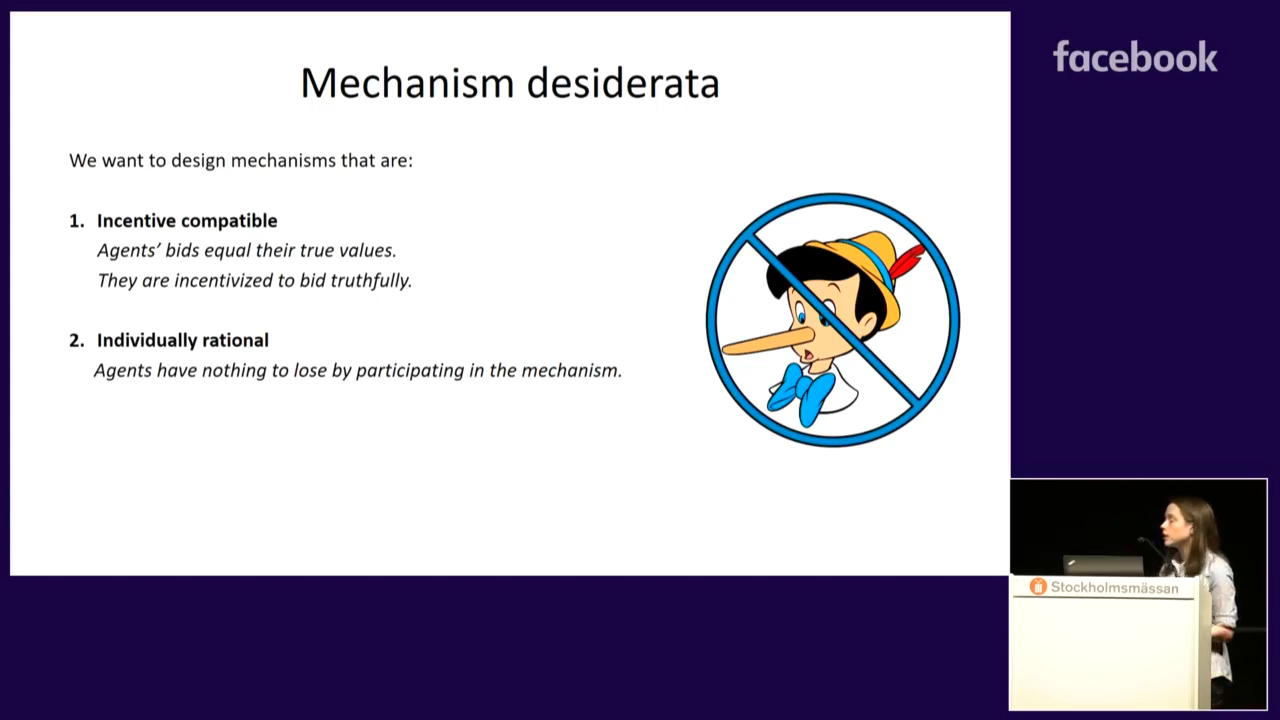 Mechanism desiderata
facebook
We want to design mechanisms that are:
1. Incentive compatible
Agents’ bids equal their true values.
They are incentivized to bid truthfully.
2. Individually rational
Agents have nothing to lose by participating in the mechanism.
Stockholmsmässan